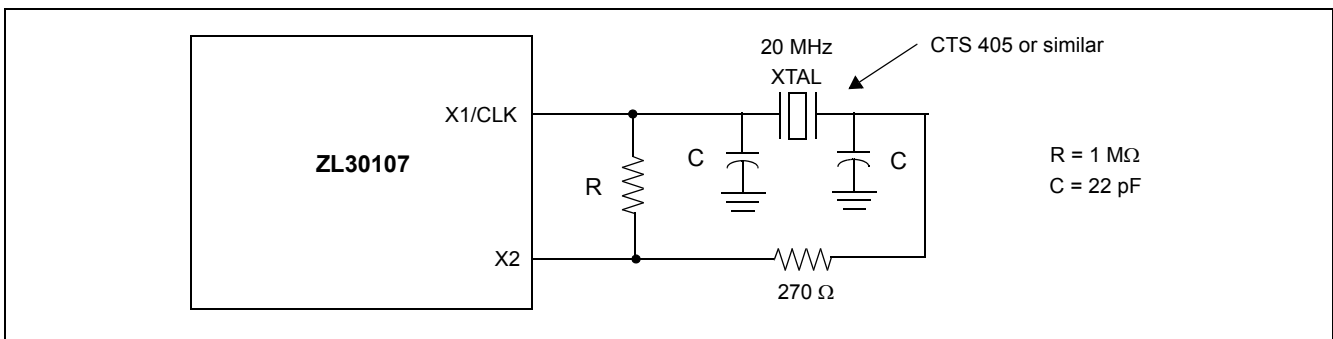 20 MHz
XTAL
CTS 405 or similar
X1/CLK
ZL30107
R
C
C
R = 1 MΩ
C = 22 pF
X2
270 Ω